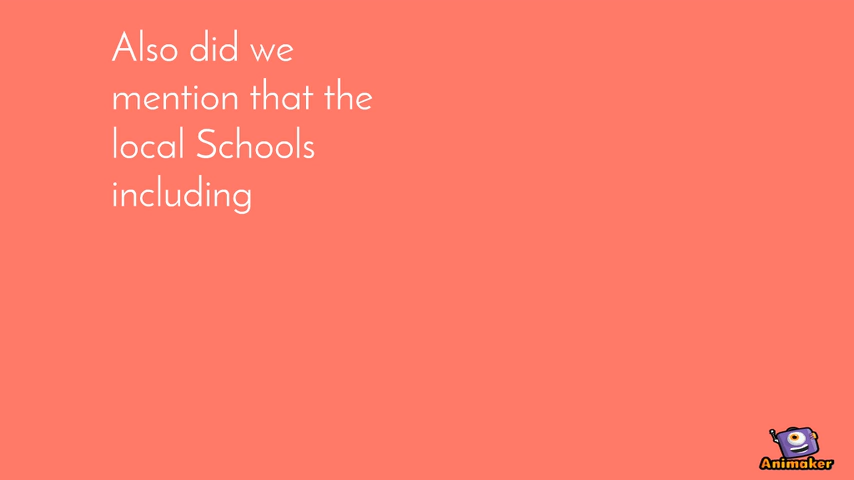 Also did we
mention that the
local Schools
including
Animaker